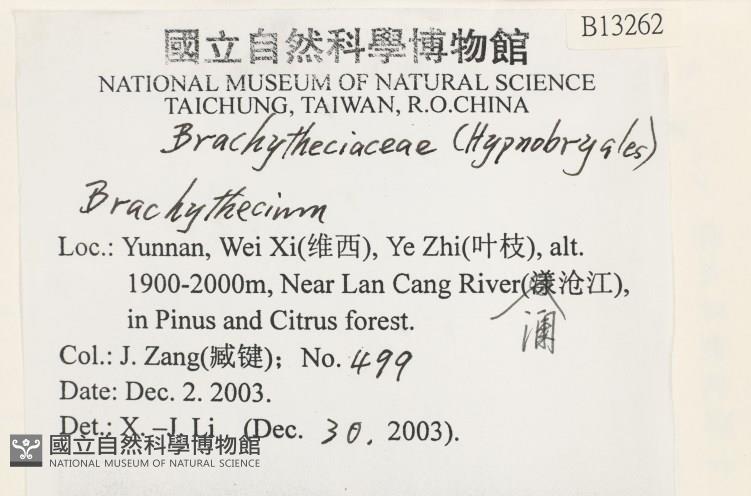 B13262
國立自然科學博物館
NATIONAL MUSEUM OF NATURAL SCIENCE
TAICHUNG, TAIWAN, R.O.CHINA
Brachytheciaceae (Hypnobryales)
Brachythecium
Loc.: Yunnan, Wei Xi(维西), Ye Zhi(叶枝), alt.
1900-2000m, Near Lan Cang River(漾沧江),
澜
in Pinus and Citrus forest.
Col.: J. Zang(臧键); No. 499
Date: Dec. 2. 2003.
Det.: X. –J. Li (Dec. 30. 2003).
國立自然科學博物館
NATIONAL MUSEUM OF NATURAL SCIENCE